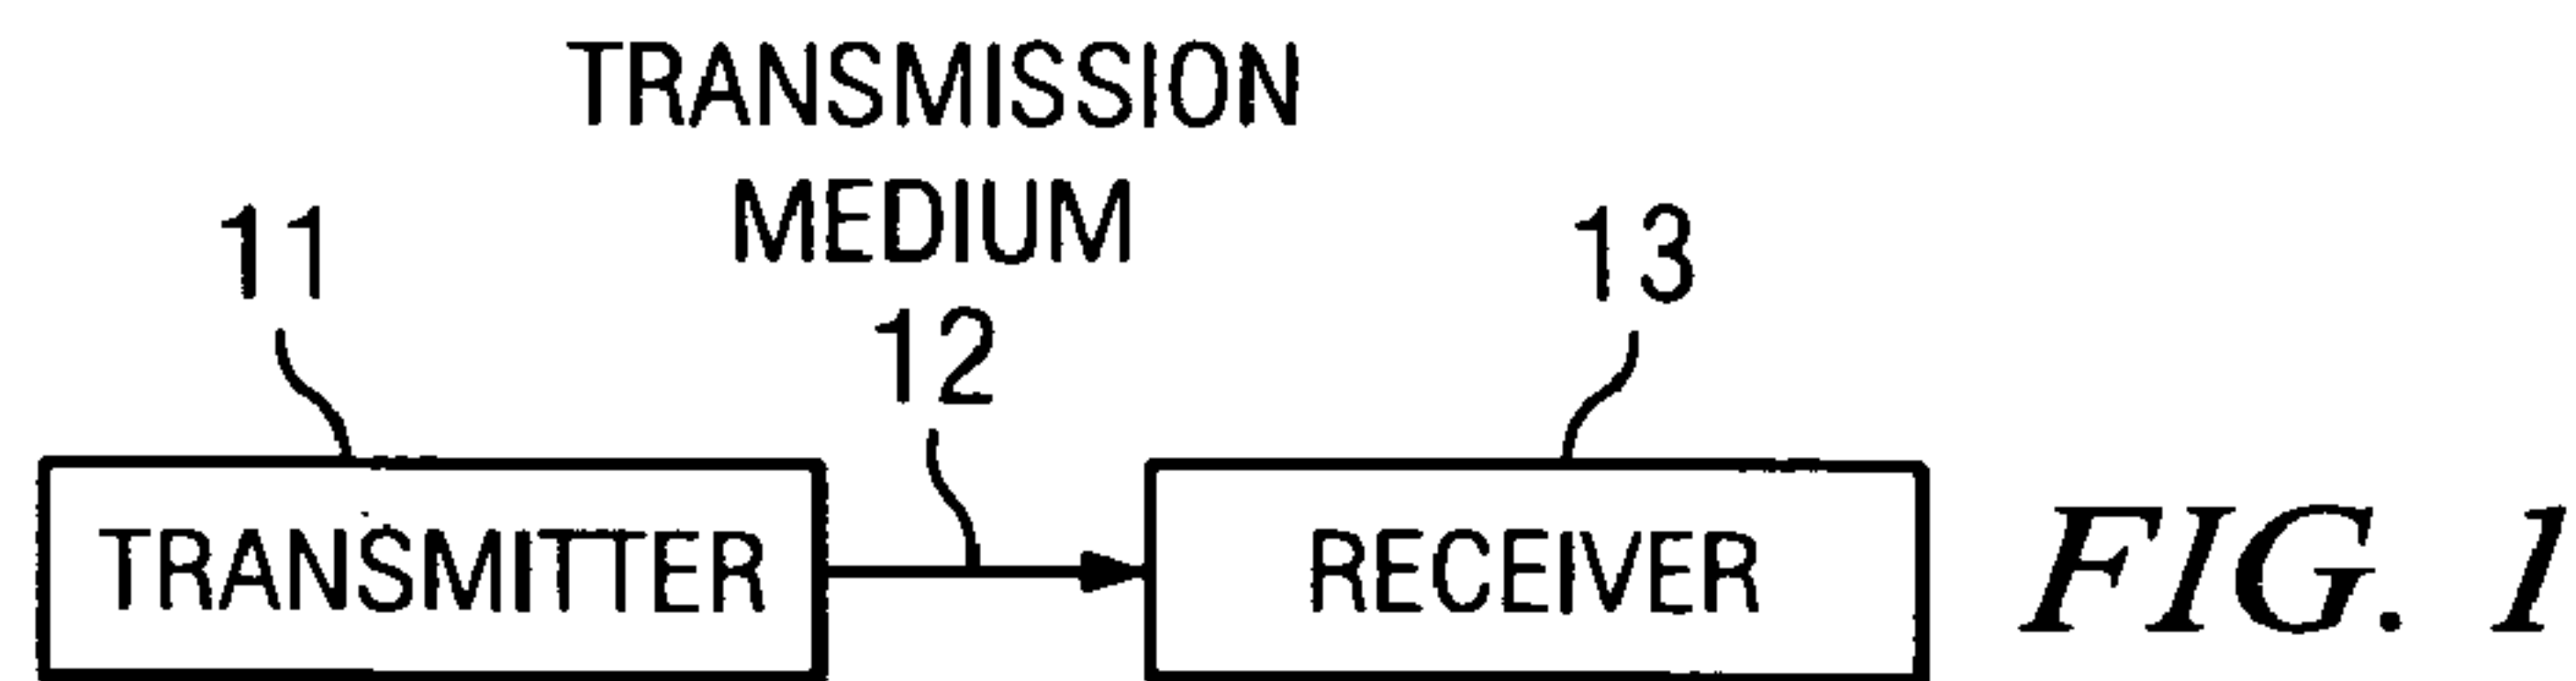 TRANSMISSION
MEDIUM
11
12
13
TRANSMITTER
RECEIVER
FIG. 1